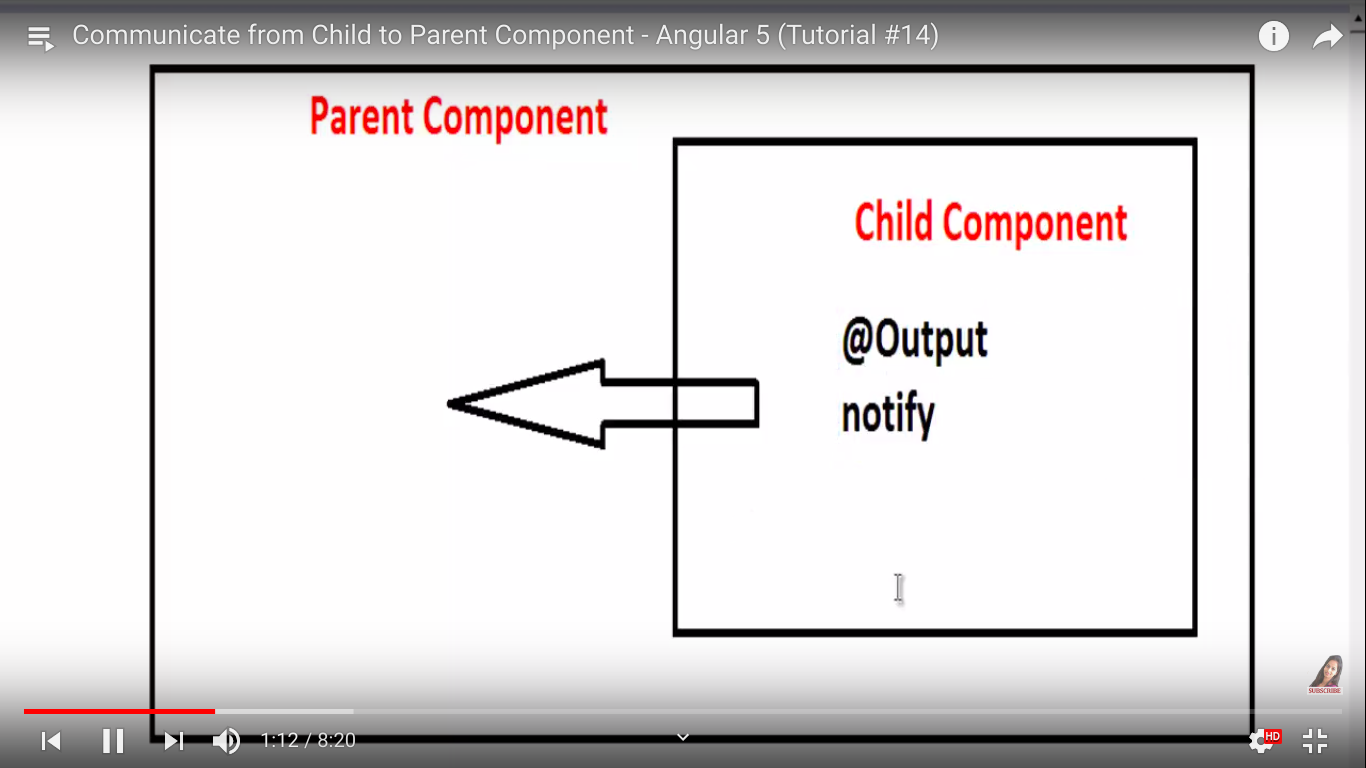 Communicate from Child to Parent Component - Angular 5 (Tutorial #14)
Parent Component
Child Component
@Output
notify
SUBSCRIBE
1:12 / 8:20
HD